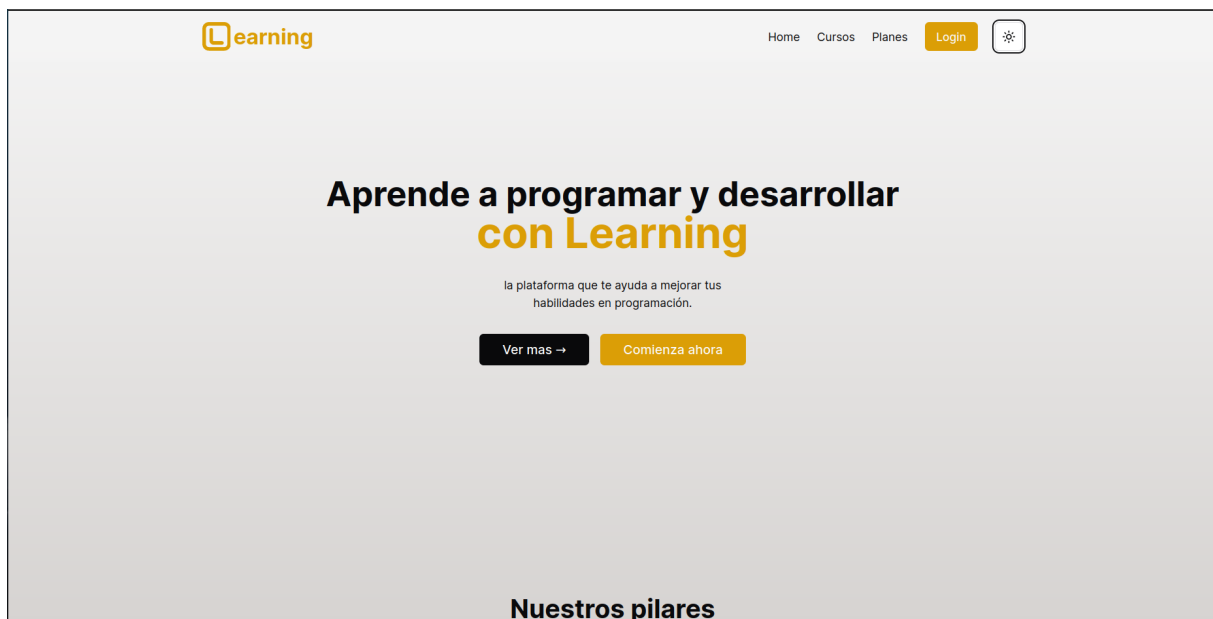 Learning
Home Cursos Planes Login
Aprende a programar y desarrollar
con Learning
la plataforma que te ayuda a mejorar tus
habilidades en programación.
Ver mas → Comienza ahora
Nuestros pilares